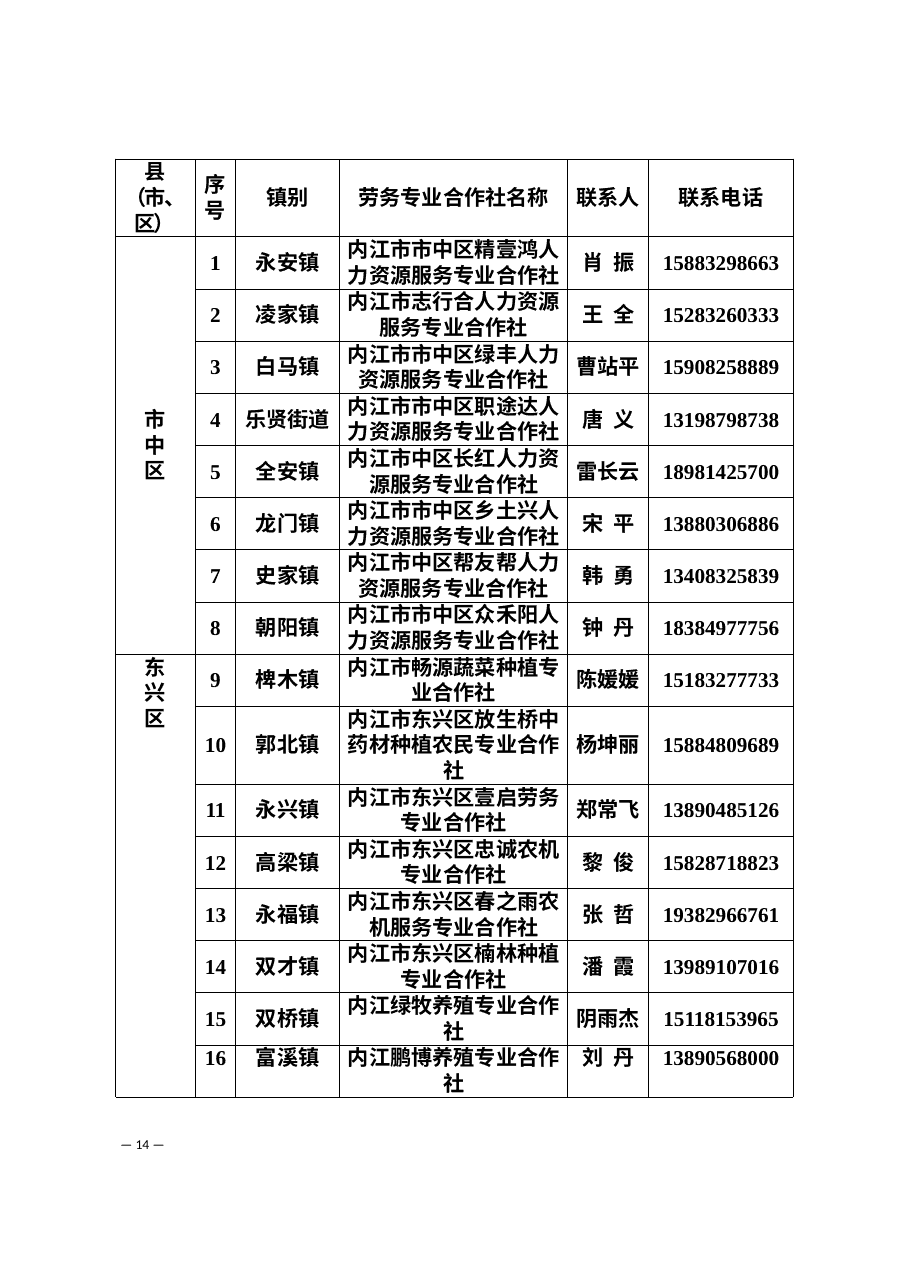 县
（市、
区）
序
号
镇别
劳务专业合作社名称
联系人
联系电话
市
中
区
1
永安镇
内江市市中区精壹鸿人
力资源服务专业合作社
肖 振
15883298663
2
凌家镇
内江市志行合人力资源
服务专业合作社
王 全
15283260333
3
白马镇
内江市市中区绿丰人力
资源服务专业合作社
曹站平
15908258889
4
乐贤街道
内江市市中区职途达人
力资源服务专业合作社
唐 义
13198798738
5
全安镇
内江市中区长红人力资
源服务专业合作社
雷长云
18981425700
6
龙门镇
内江市市中区乡土兴人
力资源服务专业合作社
宋 平
13880306886
7
史家镇
内江市中区帮友帮人力
资源服务专业合作社
韩 勇
13408325839
8
朝阳镇
内江市市中区众禾阳人
力资源服务专业合作社
钟 丹
18384977756
东
兴
区
9
椑木镇
内江市畅源蔬菜种植专
业合作社
陈媛媛
15183277733
10
郭北镇
内江市东兴区放生桥中
药材种植农民专业合作
社
杨坤丽
15884809689
11
永兴镇
内江市东兴区壹启劳务
专业合作社
郑常飞
13890485126
12
高梁镇
内江市东兴区忠诚农机
专业合作社
黎 俊
15828718823
13
永福镇
内江市东兴区春之雨农
机服务专业合作社
张 哲
19382966761
14
双才镇
内江市东兴区楠林种植
专业合作社
潘 霞
13989107016
15
双桥镇
内江绿牧养殖专业合作
社
阴雨杰
15118153965
16
富溪镇
内江鹏博养殖专业合作
社
刘 丹
13890568000
— 14 —